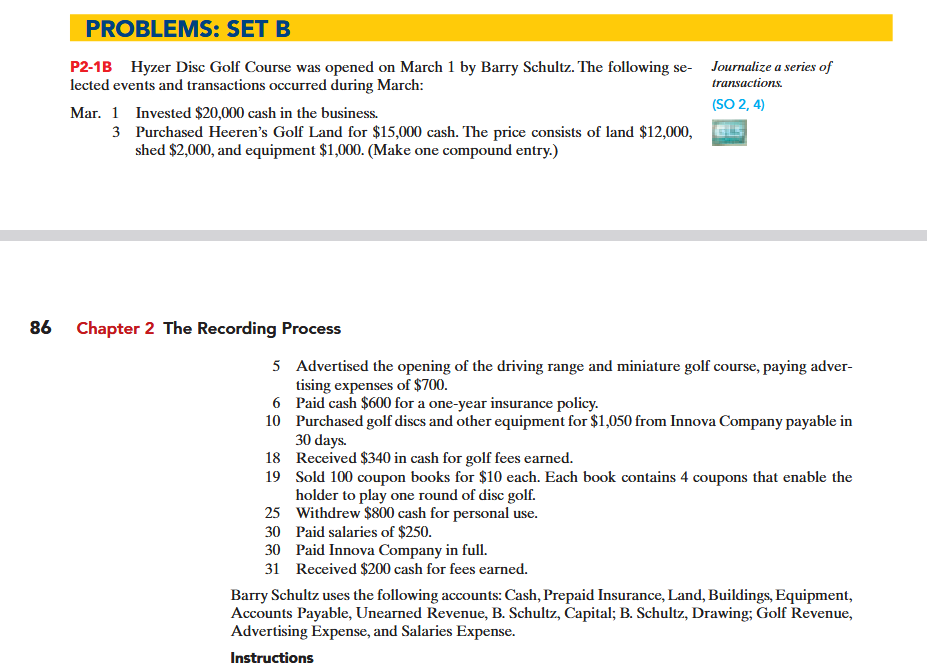 PROBLEMS: SET B
P2-1B Hyzer Disc Golf Course was opened on March 1 by Barry Schultz. The following se-
lected events and transactions occurred during March:
Journalize a series of
transactions.
(SO 2, 4)
GLS
Mar. 1 Invested $20,000 cash in the business.
3 Purchased Heeren's Golf Land for $15,000 cash. The price consists of land $12,000,
shed $2,000, and equipment $1,000. (Make one compound entry.)
86 Chapter 2 The Recording Process
5 Advertised the opening of the driving range and miniature golf course, paying adver-
tising expenses of $700.
6 Paid cash $600 for a one-year insurance policy.
10 Purchased golf discs and other equipment for $1,050 from Innova Company payable in
30 days.
18 Received $340 in cash for golf fees earned.
19 Sold 100 coupon books for $10 each. Each book contains 4 coupons that enable the
holder to play one round of disc golf.
25 Withdrew $800 cash for personal use.
30 Paid salaries of $250.
30 Paid Innova Company in full.
31 Received $200 cash for fees earned.
Barry Schultz uses the following accounts: Cash, Prepaid Insurance, Land, Buildings, Equipment,
Accounts Payable, Unearned Revenue, B. Schultz, Capital; B. Schultz, Drawing; Golf Revenue,
Advertising Expense, and Salaries Expense.
Instructions